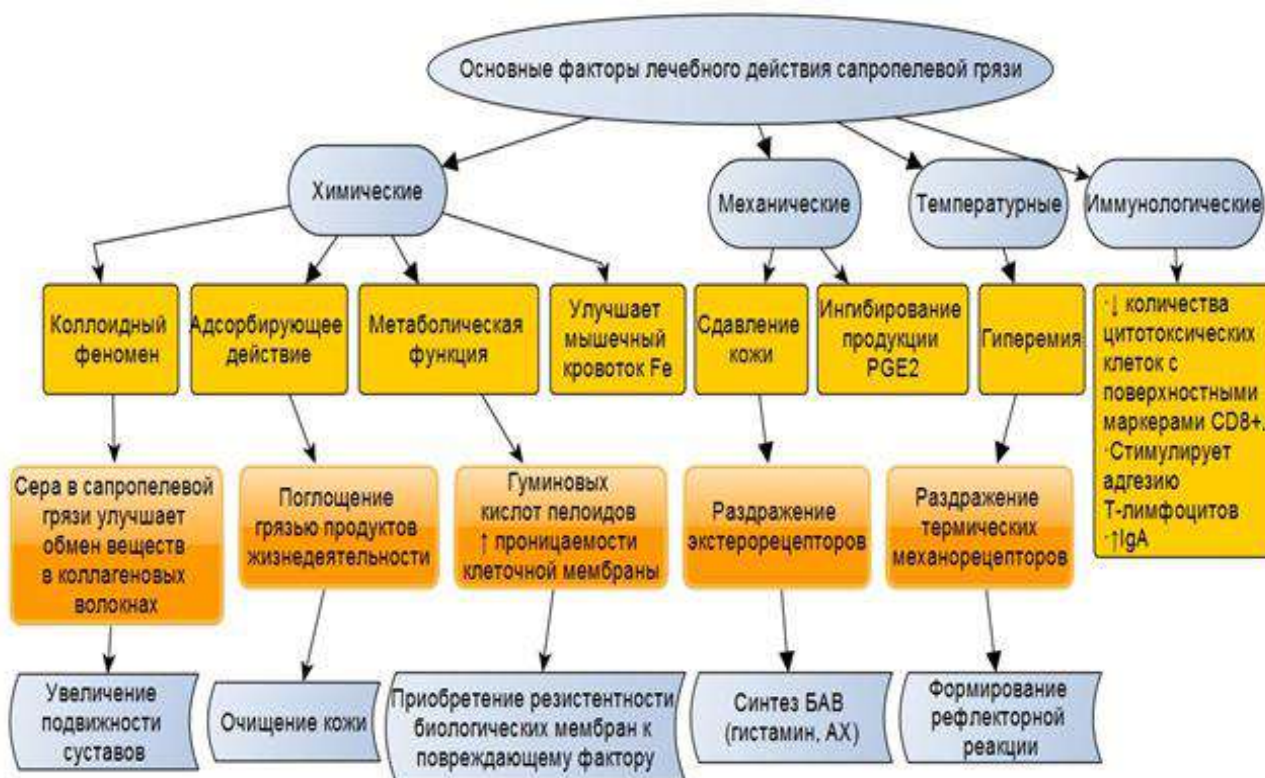 Основные факторы лечебного действия сапропелевой грязи
Химические
Механические
Температурные
Иммунологические
Коллоидный
феномен
Адсорбирующее
действие
Метаболическая
функция
Улучшает
мышечный
кровоток Fe
Сдавление
кожи
Ингибирование
продукции
PGE2
Гиперемия
·↓ количества
цитотоксических
клеток с
поверхностными
маркерами CD8+.
·Стимулирует
адгезию
Т-лимфоцитов
·↑IgA
Сера в сапропелевой
грязи улучшает
обмен веществ
в коллагеновых
волокнах
Поглощение
грязью продуктов
жизнедеятельности
Гуминовых
кислот пелоидов
↑ проницаемости
клеточной мембраны
Раздражение
экстерорецепторов
Раздражение
термических
механорецепторов
Увеличение
подвижности
суставов
Очищение кожи
Приобретение резистентности
биологических мембран к
повреждающему фактору
Синтез БАВ
(гистамин, АХ)
Формирование
рефлекторной
реакции